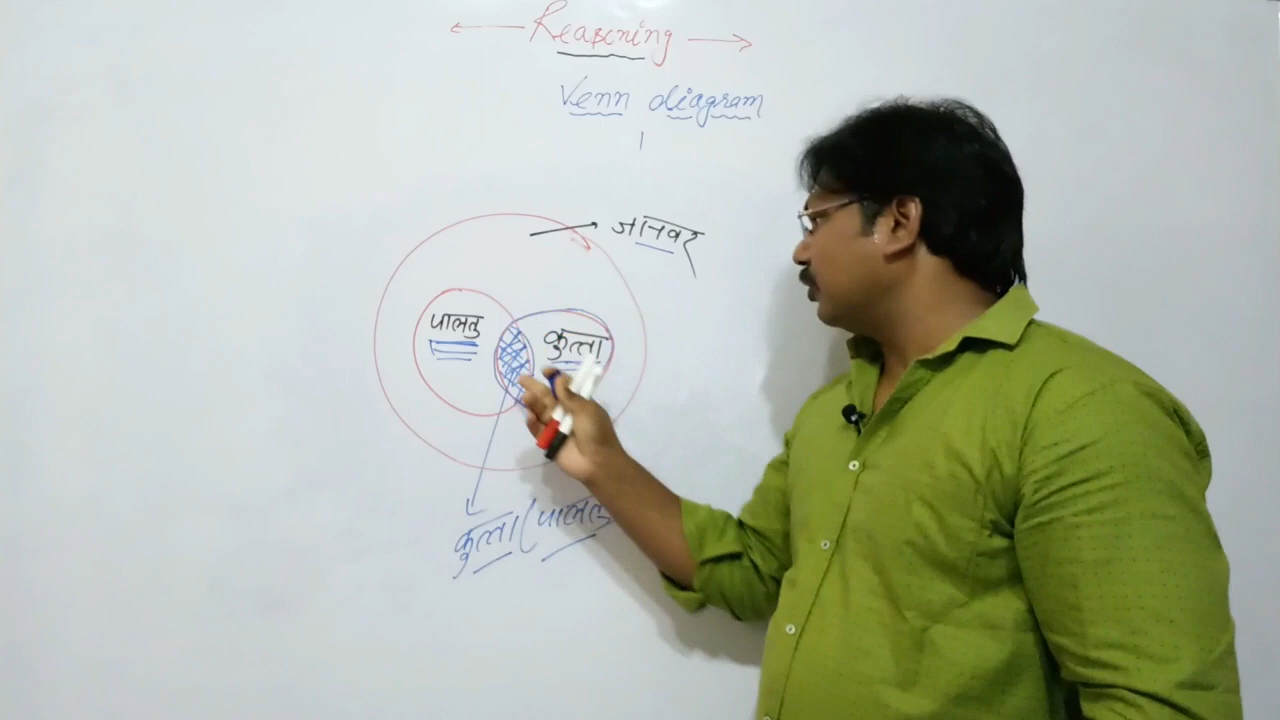 Reasoning
Venn diagram
जानवर
पालतु
कुत्ता
कुत्ता (पालतु